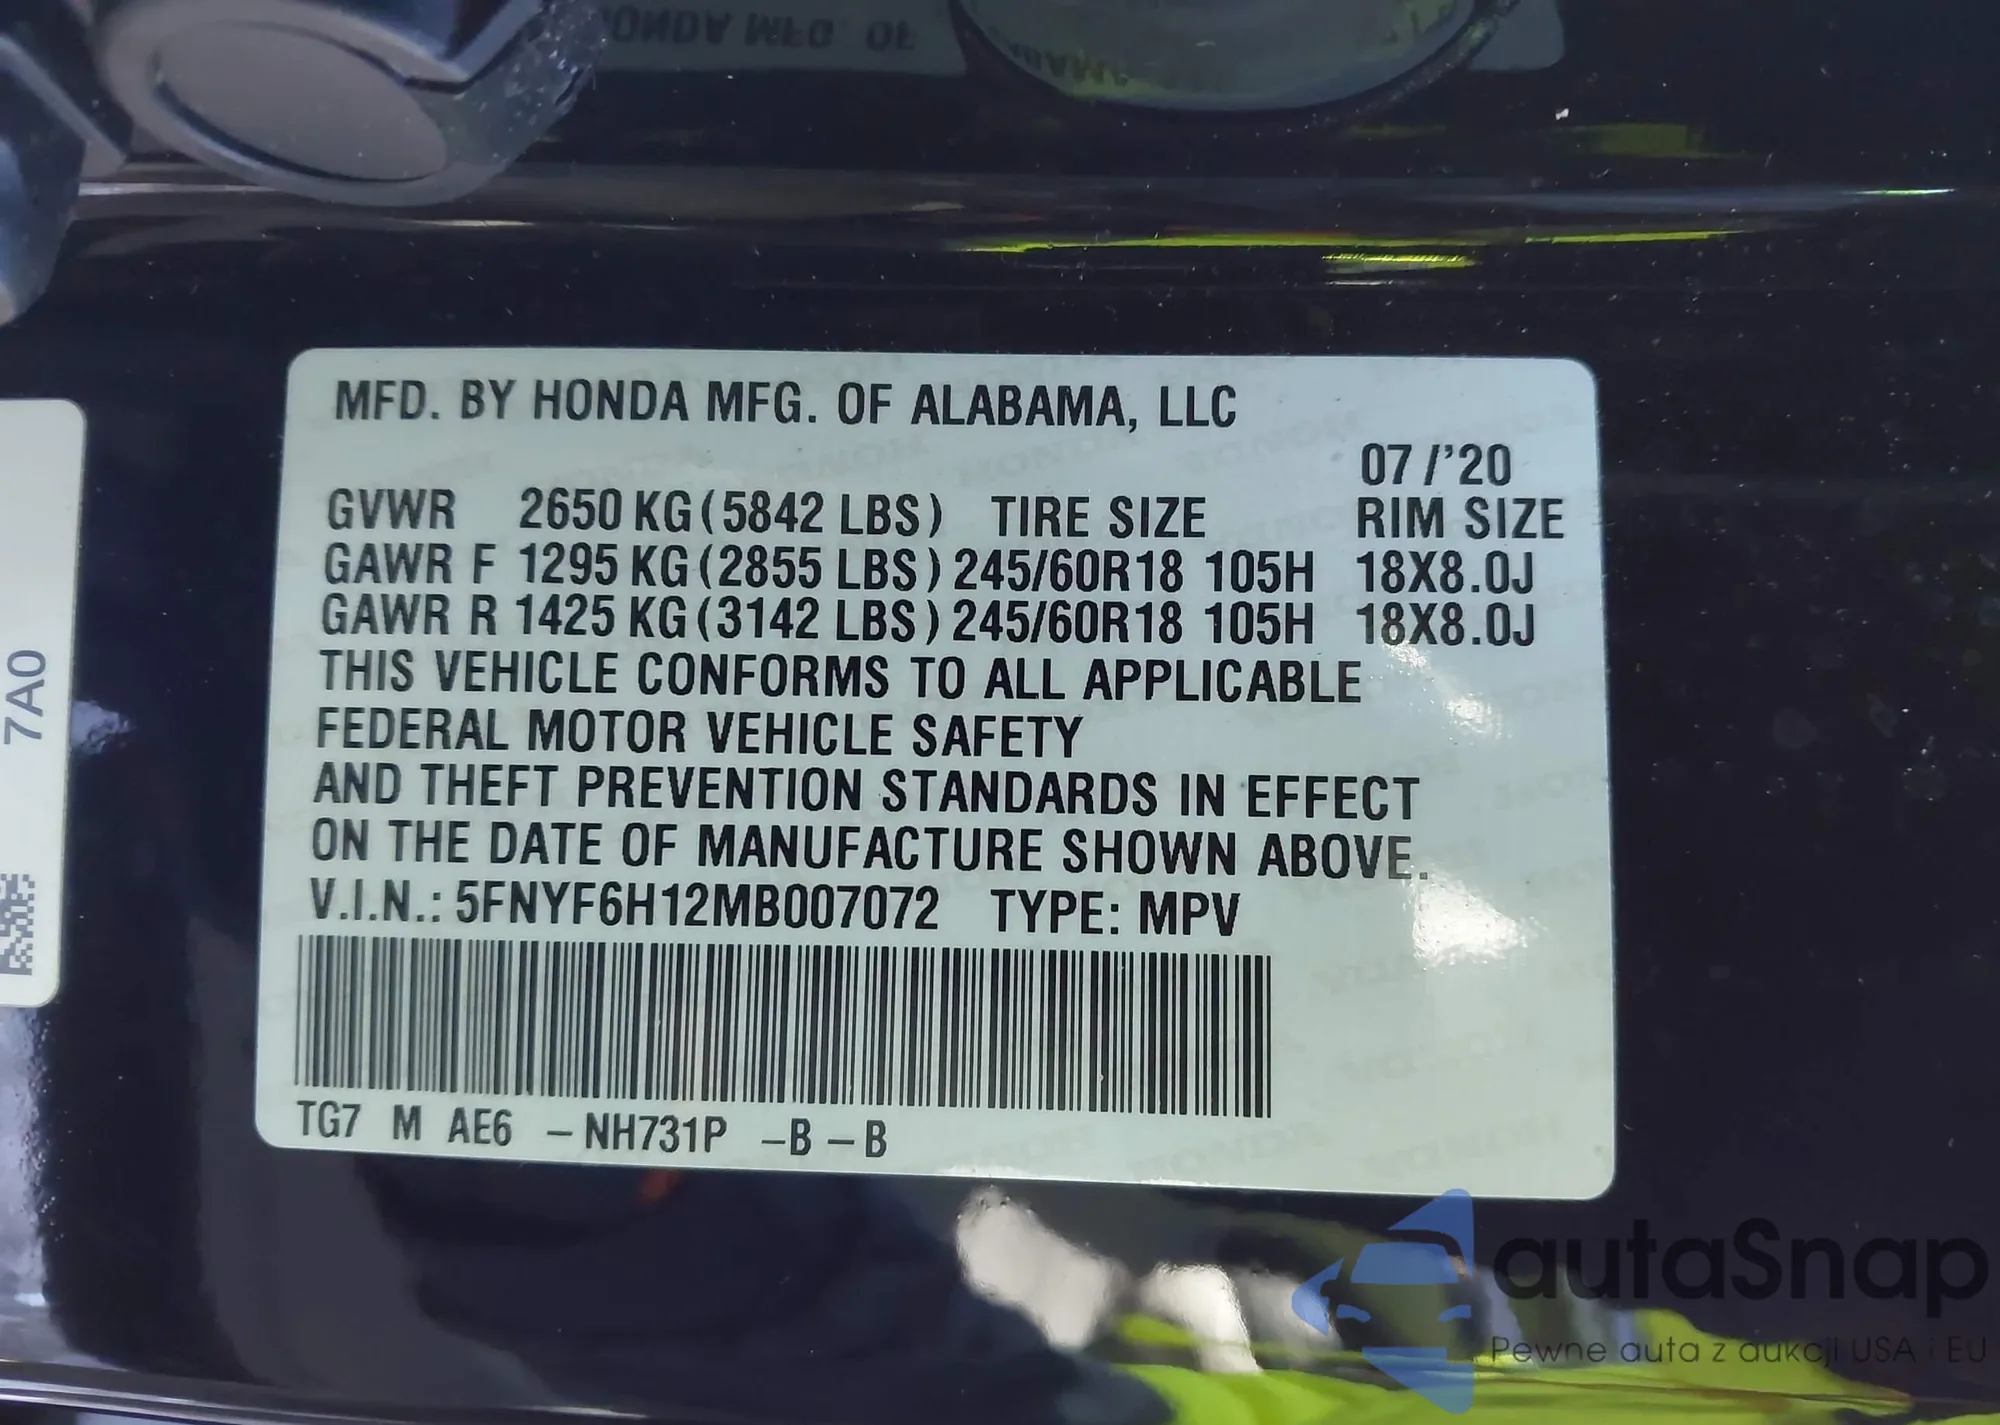 HONDA MFG. OF
MFD. BY HONDA MFG. OF ALABAMA, LLC
07/'20
GVWR 2650 KG (5842 LBS) TIRE SIZE RIM SIZE
GAWR F 1295 KG (2855 LBS) 245/60R18 105H 18X8.0J
GAWR R 1425 KG (3142 LBS) 245/60R18 105H 18X8.0J
THIS VEHICLE CONFORMS TO ALL APPLICABLE
FEDERAL MOTOR VEHICLE SAFETY
AND THEFT PREVENTION STANDARDS IN EFFECT
ON THE DATE OF MANUFACTURE SHOWN ABOVE.
V.I.N.: 5FNYF6H12MB007072 TYPE: MPV
TG7 M AE6 –NH731P –B–B
7A0
autaSnap
Pewne auta z aukcji USA i EU